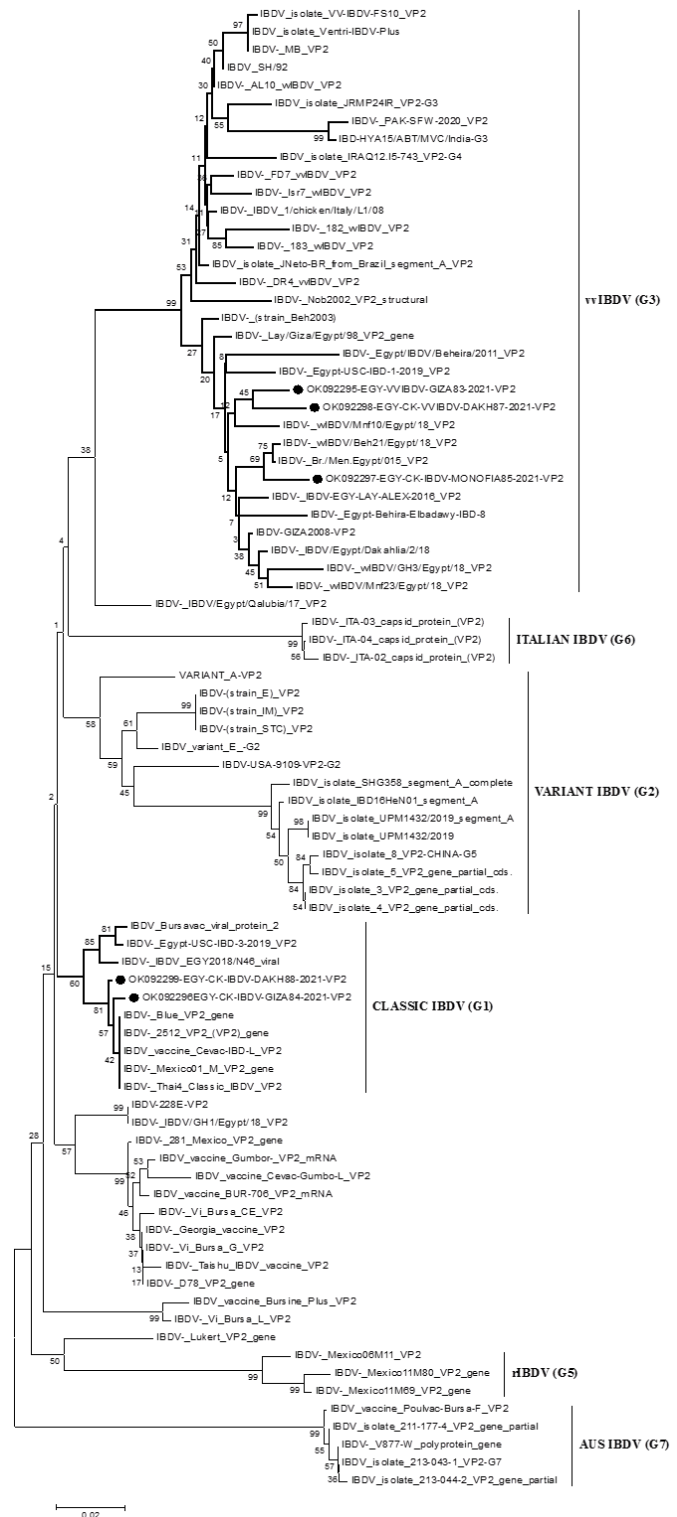 IBDV_isolate_VV-IBDV-FS10_VP2
97
IBDV_isolate_Ventri-IBDV-Plus
50
IBDV-_MB_VP2
40
IBDV_SH/92
30
IBDV-_AL10_vvIBDV_VP2
IBDV_isolate_JRMP24IR_VP2-G3
12
55
IBDV-_PAK-SFW-2020_VP2
99
IBD-HYA15/ABT/MVC/India-G3
11
IBDV_isolate_IRAQ12.I5-743_VP2-G4
IBDV-_FD7_vvIBDV_VP2
IBDV-_Isr7_vvIBDV_VP2
14
IBDV-_IBDV_1/chicken/Italy/L1/08
27
IBDV-_182_vvIBDV_VP2
85
IBDV-_183_vvIBDV_VP2
31
IBDV_isolate_JNeto-BR_from_Brazil_segment_A_VP2
53
IBDV-_DR4_vvIBDV_VP2
vvIBDV (G3)
99
IBDV-_Nob2002_VP2_structural
IBDV-_(strain_Beh2003)
27
IBDV-_Lay/Giza/Egypt/98_VP2_gene
8
IBDV-_Egypt/IBDV/Beheira/2011_VP2
20
IBDV-_Egypt-USC-IBD-1-2019_VP2
45
OK092295-EGY-VVIBDV-GIZA83-2021-VP2
17
12
OK092298-EGY-CK-VVIBDV-DAKH87-2021-VP2
IBDV-_vvIBDV/Mnf10/Egypt/18_VP2
75
IBDV-_vvIBDV/Beh21/Egypt/18_VP2
38
5
69
IBDV-_Br./Men.Egypt/015_VP2
OK092297-EGY-CK-IBDV-MONOFIA85-2021-VP2
12
IBDV-_IBDV-EGY-LAY-ALEX-2016_VP2
7
IBDV-_Egypt-Behira-Elbadawy-IBD-8
3
IBDV-GIZA2008-VP2
4
38
IBDV-_IBDV/Egypt/Dakahlia/2/18
45
IBDV-_vvIBDV/GH3/Egypt/18_VP2
51
IBDV-_vvIBDV/Mnf23/Egypt/18_VP2
IBDV-_IBDV/Egypt/Qalubia/17_VP2
1
IBDV-_ITA-03_capsid_protein_(VP2)
99
IBDV-_ITA-04_capsid_protein_(VP2)
ITALIAN IBDV (G6)
56
IBDV-_ITA-02_capsid_protein_(VP2)
VARIANT_A-VP2
58
99
IBDV-(strain_E)_VP2
61
IBDV-(strain_IM)_VP2
IBDV-(strain_STC)_VP2
59
IBDV_variant_E_-G2
2
45
IBDV-USA-9109-VP2-G2
IBDV_isolate_SHG358_segment_A_complete
VARIANT IBDV (G2)
99
IBDV_isolate_IBD16HeN01_segment_A
54
98
IBDV_isolate_UPM1432/2019_segment_A
IBDV_isolate_UPM1432/2019
50
84
IBDV_isolate_8_VP2-CHINA-G5
IBDV_isolate_5_VP2_gene_partial_cds.
84
IBDV_isolate_3_VP2_gene_partial_cds.
54
IBDV_isolate_4_VP2_gene_partial_cds.
81
IBDV_Bursavac_viral_protein_2
85
IBDV-_Egypt-USC-IBD-3-2019_VP2
IBDV-_IBDV_EGY2018/N46_viral
15
60
OK092299-EGY-CK-IBDV-DAKH88-2021-VP2
81
OK092296EGY-CK-IBDV-GIZA84-2021-VP2
CLASSIC IBDV (G1)
IBDV-_Blue_VP2_gene
57
IBDV-_2512_VP2_(VP2)_gene
IBDV_vaccine_Cevac-IBD-L_VP2
42
IBDV-_Mexico01_M_VP2_gene
IBDV-_Thai4_Classic_IBDV_VP2
99
IBDV-228E-VP2
IBDV-_IBDV/GH1/Egypt/18_VP2
28
57
IBDV-_281_Mexico_VP2_gene
53
IBDV_vaccine_Gumbor-_VP2_mRNA
99
52
IBDV_vaccine_Cevac-Gumbo-L_VP2
IBDV_vaccine_BUR-706_VP2_mRNA
46
IBDV-_Vi_Bursa_CE_VP2
38
IBDV-_Georgia_vaccine_VP2
37
IBDV-_Vi_Bursa_G_VP2
13
IBDV-_Taishu_IBDV_vaccine_VP2
17
IBDV-_D78_VP2_gene
IBDV_vaccine_Bursine_Plus_VP2
99
IBDV-_Vi_Bursa_L_VP2
IBDV-_Lukert_VP2_gene
50
IBDV-_Mexico06M11_VP2
99
IBDV-_Mexico11M80_VP2_gene
rIBDV (G5)
99
IBDV-_Mexico11M69_VP2_gene
IBDV_vaccine_Poulvac-Bursa-F_VP2
99
IBDV_isolate_211-177-4_VP2_gene_partial
55
IBDV-_V877-W_polyprotein_gene
AUS IBDV (G7)
57
IBDV_isolate_213-043-1_VP2-G7
36
IBDV_isolate_213-044-2_VP2_gene_partial
0.02